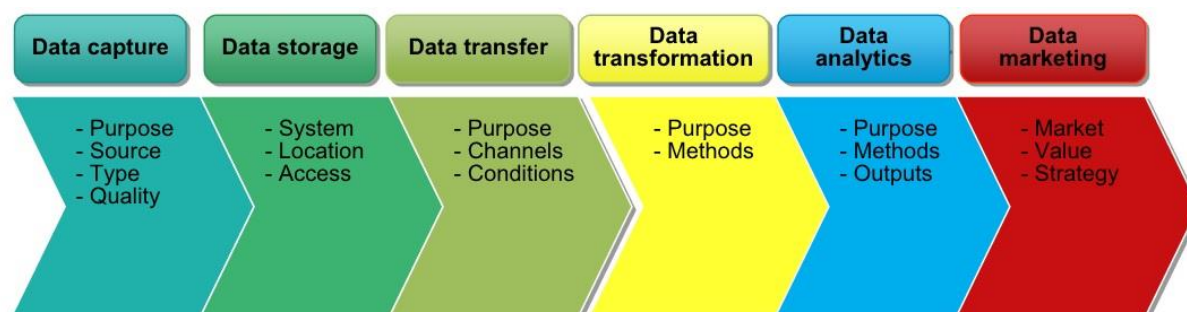 Data capture
Data storage
Data transfer
Data
transformation
Data
analytics
Data
marketing
- Purpose
- Source
- Type
- Quality
- System
- Location
- Access
- Purpose
- Channels
- Conditions
- Purpose
- Methods
- Purpose
- Methods
- Outputs
- Market
- Value
- Strategy